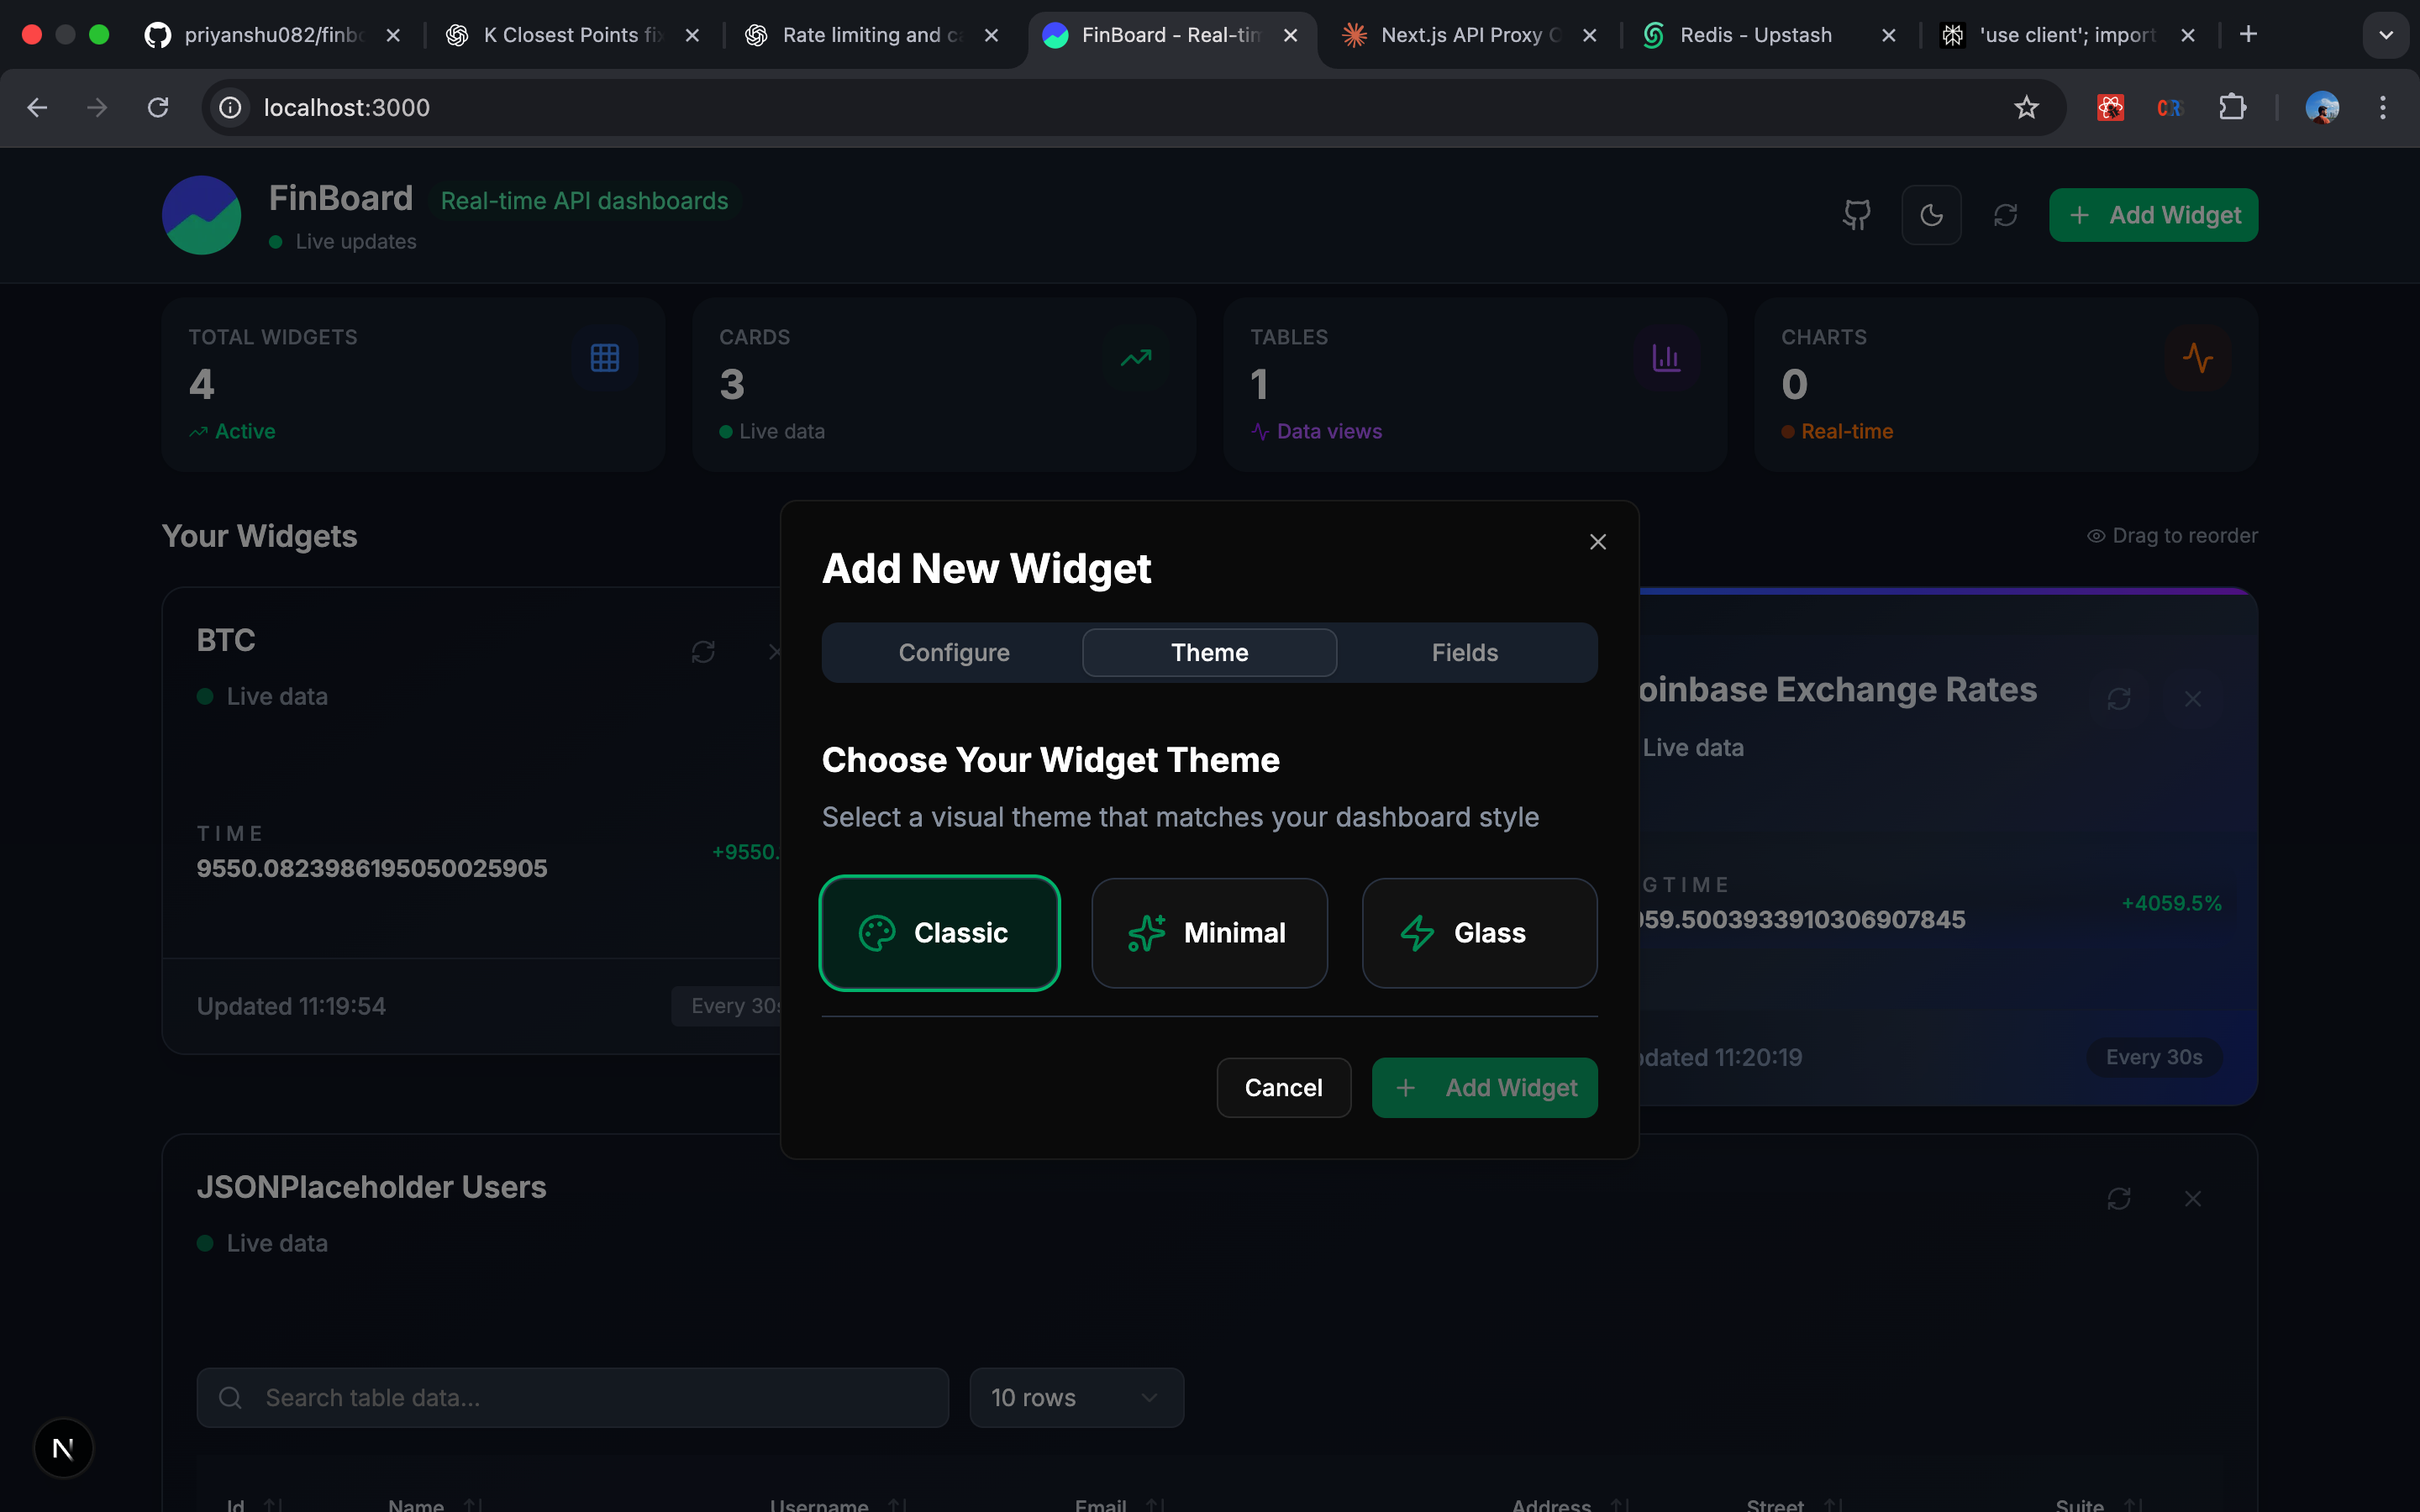 priyanshu082/finbo
K Closest Points fix
Rate limiting and ca
FinBoard - Real-tim
Next.js API Proxy C
Redis - Upstash
'use client'; import
localhost:3000
FinBoard
Real-time API dashboards
Live updates
Add Widget
TOTAL WIDGETS
4
Active
CARDS
3
Live data
TABLES
1
Data views
CHARTS
0
Real-time
Your Widgets
Drag to reorder
BTC
Live data
TIME
9550.0823986195050025905
+9550.
Updated 11:19:54
Every 30s
Add New Widget
Configure
Theme
Fields
Choose Your Widget Theme
Select a visual theme that matches your dashboard style
Classic
Minimal
Glass
Cancel
Add Widget
oinbase Exchange Rates
Live data
GTIME
059.5003933910306907845
+4059.5%
dated 11:20:19
Every 30s
JSONPlaceholder Users
Live data
Search table data...
10 rows
Id
Name
Username
Email
Address
Street
Suite
N